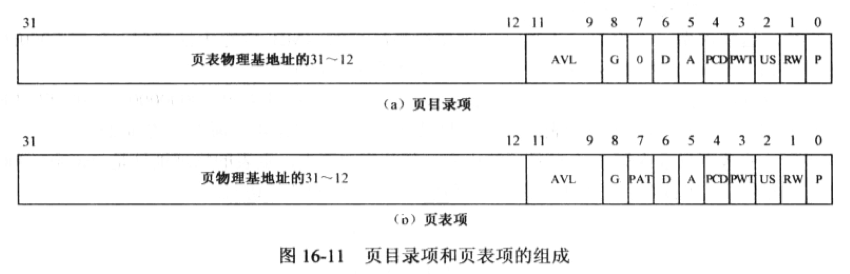 31 12 11 9 8 7 6 5 4 3 2 1 0
页表物理基地址的31～12 AVL G 0 D A PCD PWT US RW P
（a）页目录项
31 12 11 9 8 7 6 5 4 3 2 1 0
页物理基地址的31～12 AVL G PAT D A PCD PWT US RW P
（b）页表项
图 16-11 页目录项和页表项的组成